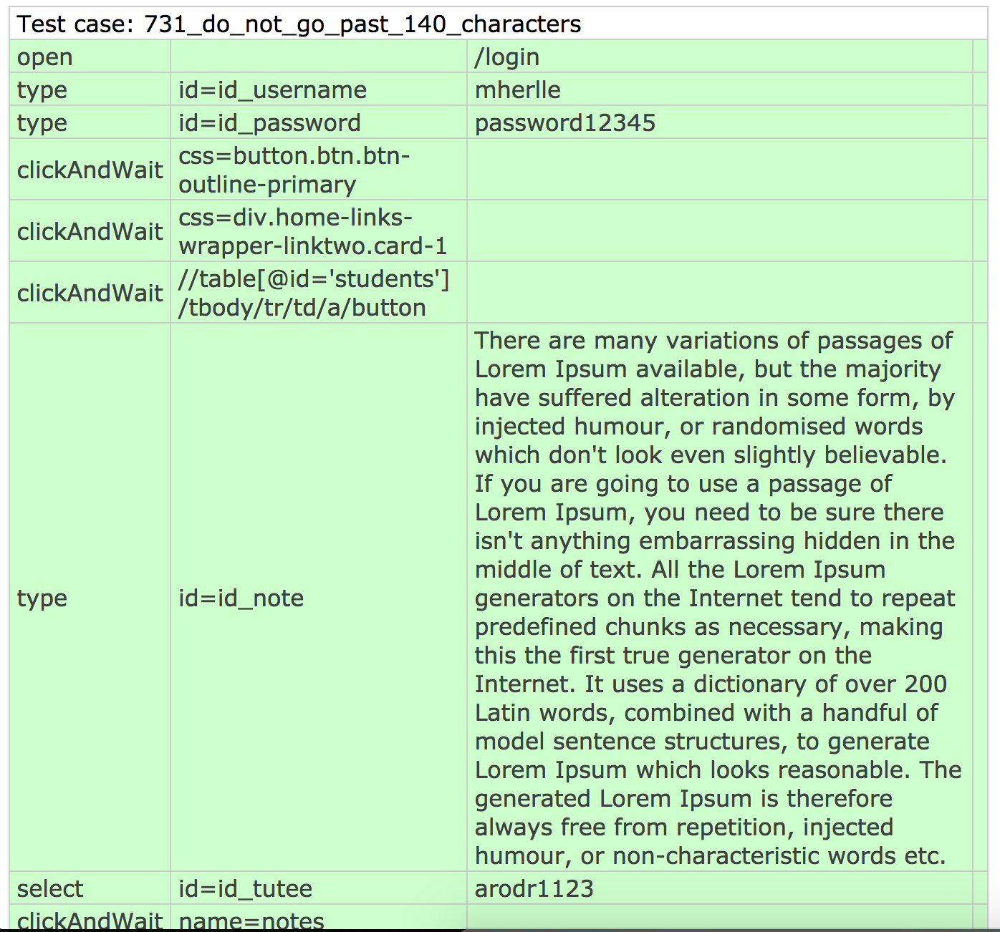 Test case: 731_do_not_go_past_140_characters
open /login
type id=id_username mherlle
type id=id_password password12345
clickAndWait css=button.btn.btn-
outline-primary
clickAndWait css=div.home-links-
wrapper-linktwo.card-1
clickAndWait //table[@id='students']
/tbody/tr/td/a/button
type id=id_note
There are many variations of passages of
Lorem Ipsum available, but the majority
have suffered alteration in some form, by
injected humour, or randomised words
which don't look even slightly believable.
If you are going to use a passage of
Lorem Ipsum, you need to be sure there
isn't anything embarrassing hidden in the
middle of text. All the Lorem Ipsum
generators on the Internet tend to repeat
predefined chunks as necessary, making
this the first true generator on the
Internet. It uses a dictionary of over 200
Latin words, combined with a handful of
model sentence structures, to generate
Lorem Ipsum which looks reasonable. The
generated Lorem Ipsum is therefore
always free from repetition, injected
humour, or non-characteristic words etc.
select id=id_tutee arodr1123
clickAndWait name=notes